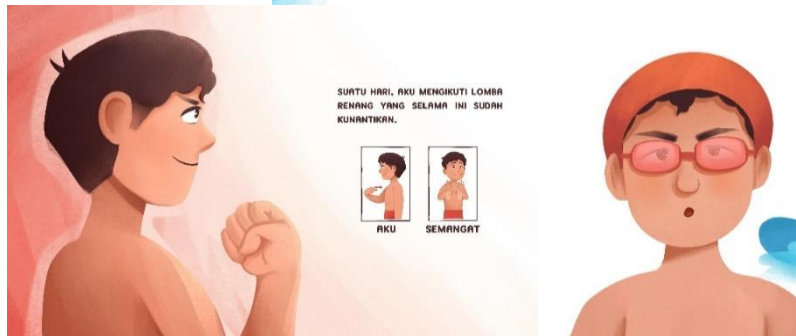 SUATU HARI, AKU MENGIKUTI LOMBA
RENANG YANG SELAMA INI SUDAH
KUNANTIKAN.
AKU SEMANGAT